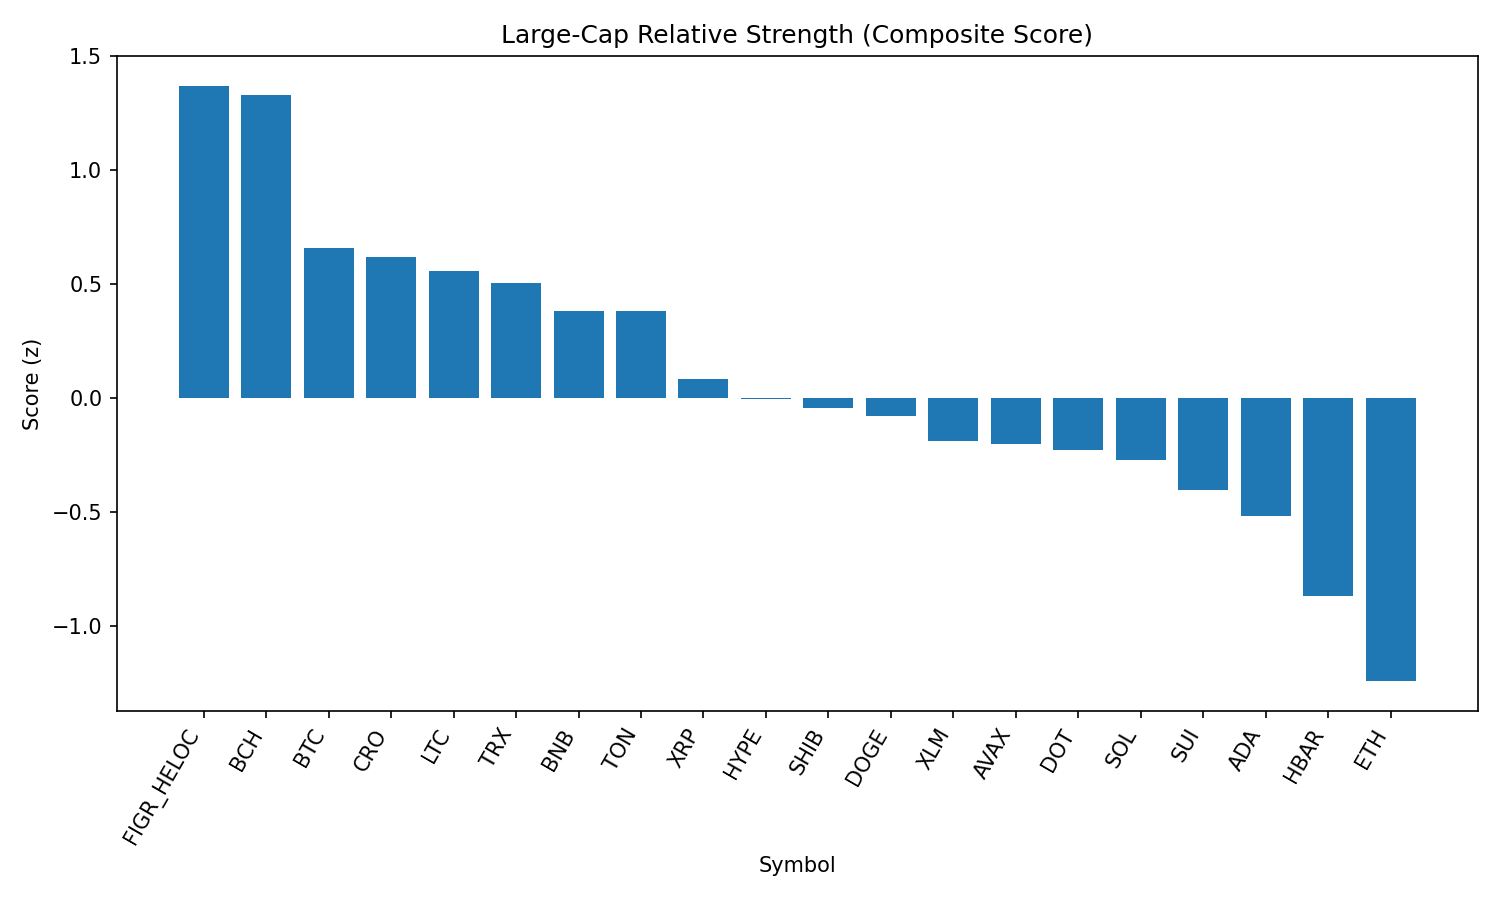 Large-Cap Relative Strength (Composite Score)
1.5
1.0
0.5
0.0
−0.5
−1.0
Score (z)
FIGR_HELOC
BCH
BTC
CRO
LTC
TRX
BNB
TON
XRP
HYPE
SHIB
DOGE
XLM
AVAX
DOT
SOL
SUI
ADA
HBAR
ETH
Symbol